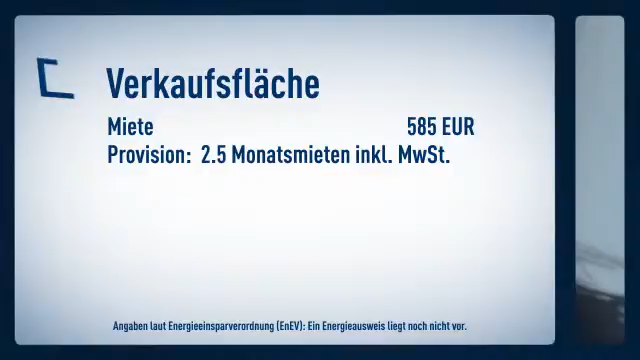 Verkaufsfläche
Miete 585 EUR
Provision: 2.5 Monatsmieten inkl. MwSt.
Angaben laut Energieeinsparverordnung (EnEV): Ein Energieausweis liegt noch nicht vor.